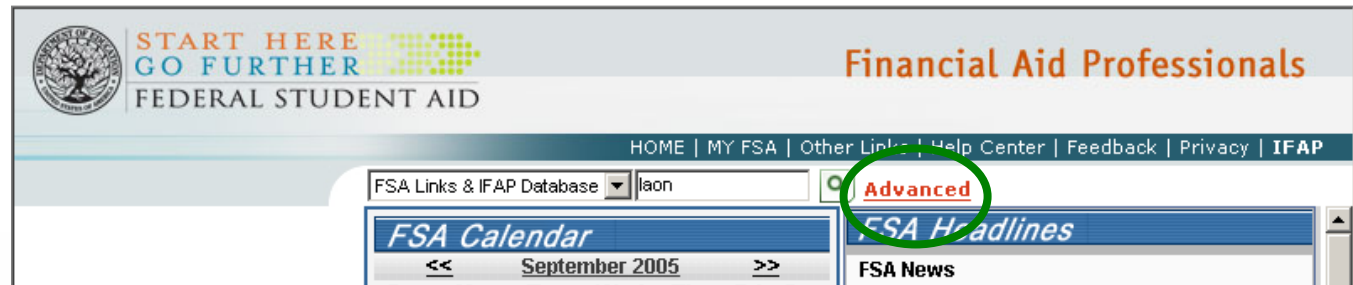 START HERE
GO FURTHER
FEDERAL STUDENT AID
Financial Aid Professionals
HOME | MY FSA | Other Links | Help Center | Feedback | Privacy | IFAP
FSA Links & IFAP Database laon Advanced
FSA Calendar
<< September 2005 >>
FSA Headlines
FSA News